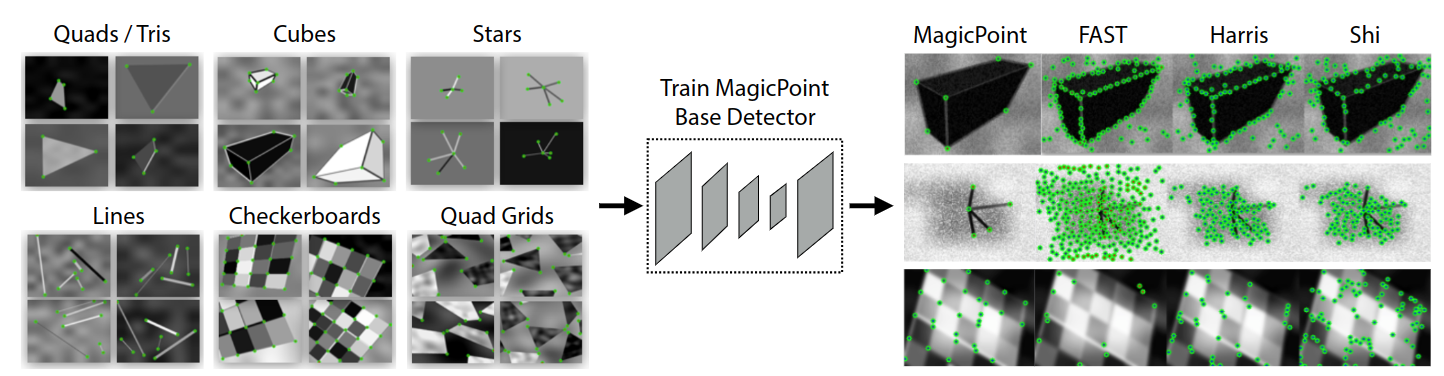 Quads / Tris
Cubes
Stars
Lines
Checkerboards
Quad Grids
Train MagicPoint
Base Detector
MagicPoint
FAST
Harris
Shi